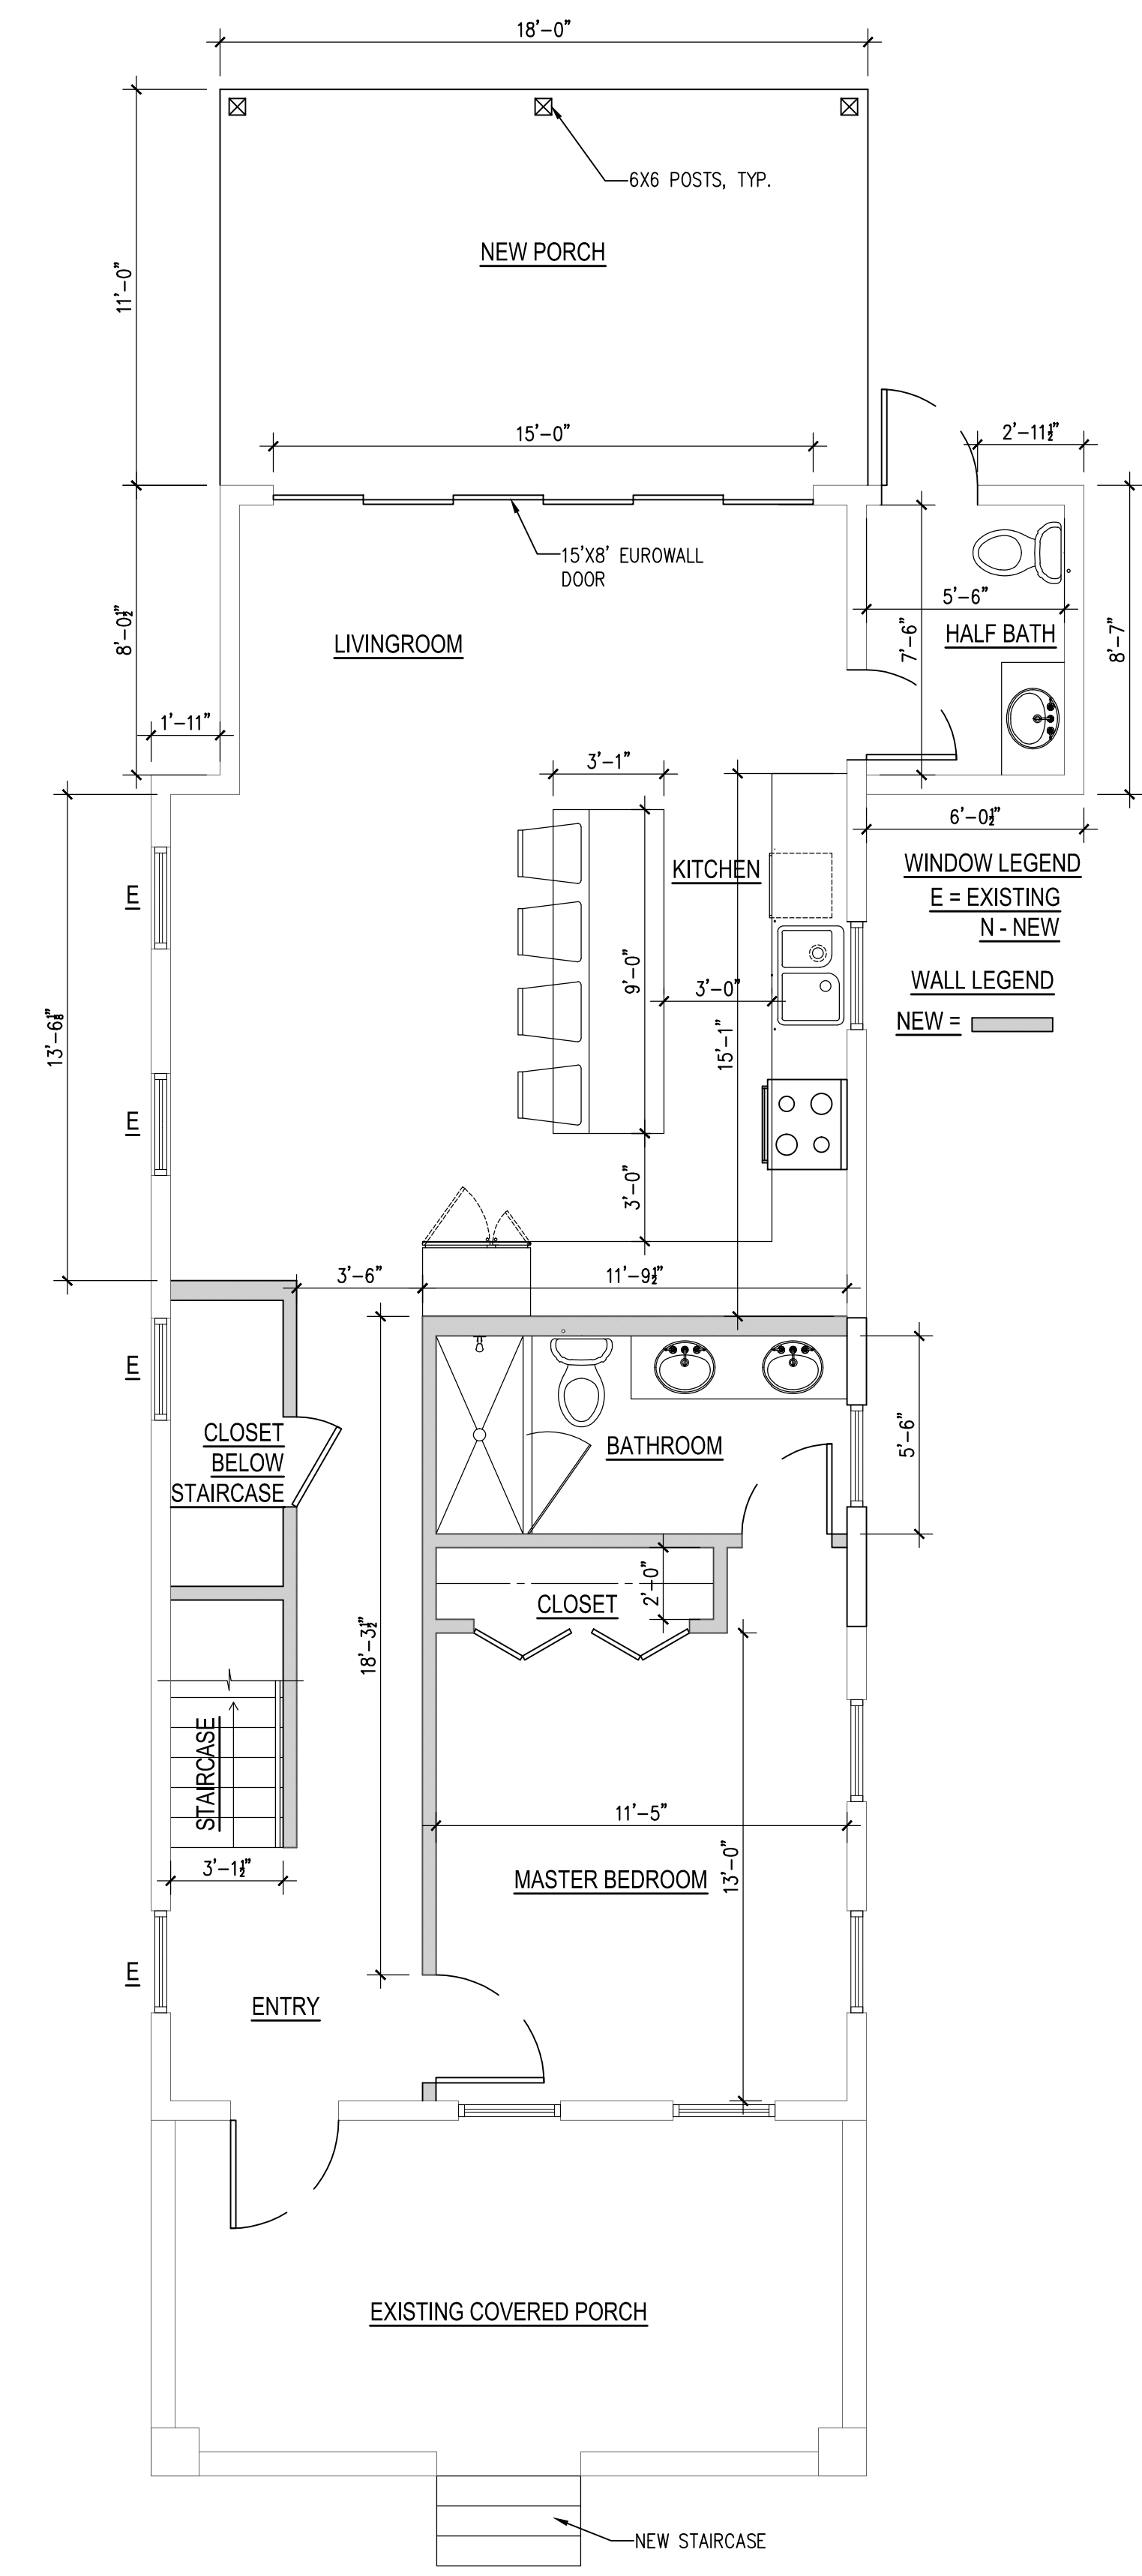 18'-0"
6X6 POSTS, TYP.
NEW PORCH
11'-0"
15'-0"
2'-11½"
15'X8' EUROWALL
DOOR
5'-6"
HALF BATH
7'-6"
8'-7"
LIVINGROOM
8'-0½"
1'-11"
3'-1"
6'-0½"
KITCHEN
WINDOW LEGEND
E = EXISTING
N - NEW
WALL LEGEND
NEW =
E
9'-0"
3'-0"
15'-1"
13'-6⅛"
E
3'-0"
3'-6"
11'-9½"
E
CLOSET
BELOW
STAIRCASE
BATHROOM
5'-6"
2'-0"
CLOSET
18'-3½"
STAIRCASE
3'-1½"
11'-5"
13'-0"
MASTER BEDROOM
E
ENTRY
EXISTING COVERED PORCH
NEW STAIRCASE